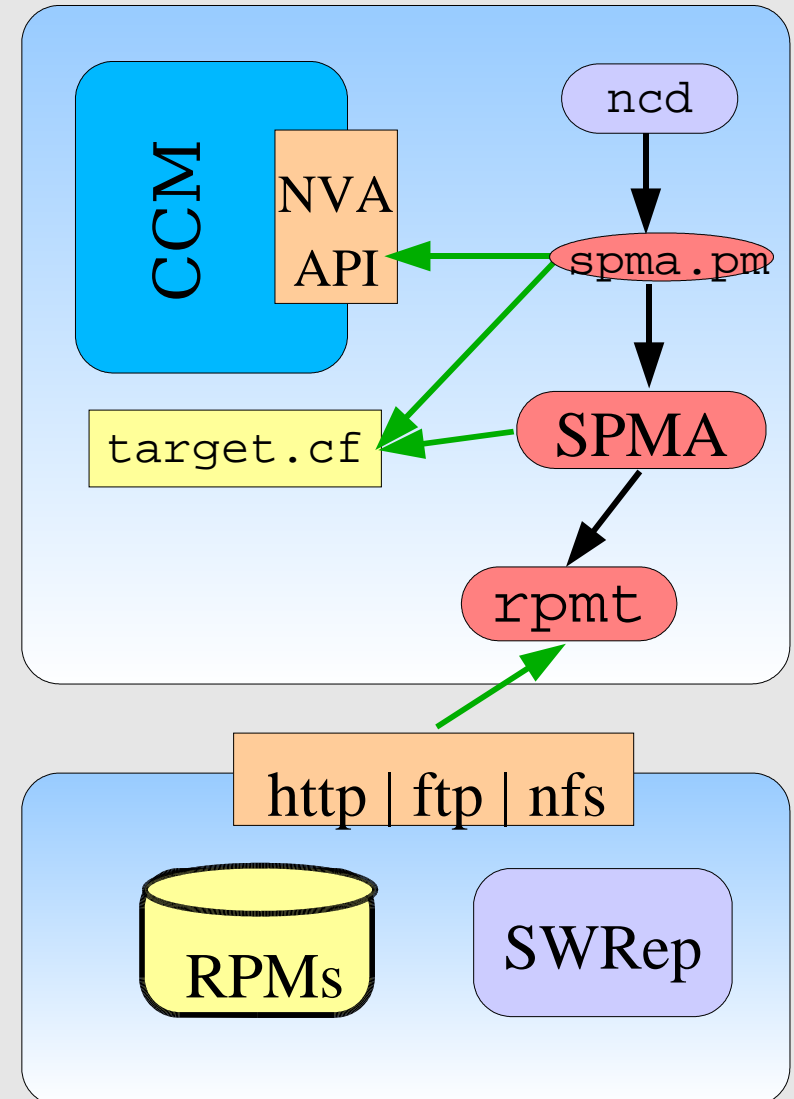 CCM
NVA
API
ncd
spma.pm
target.cf
SPMA
rpmt
http | ftp | nfs
RPMs
SWRep